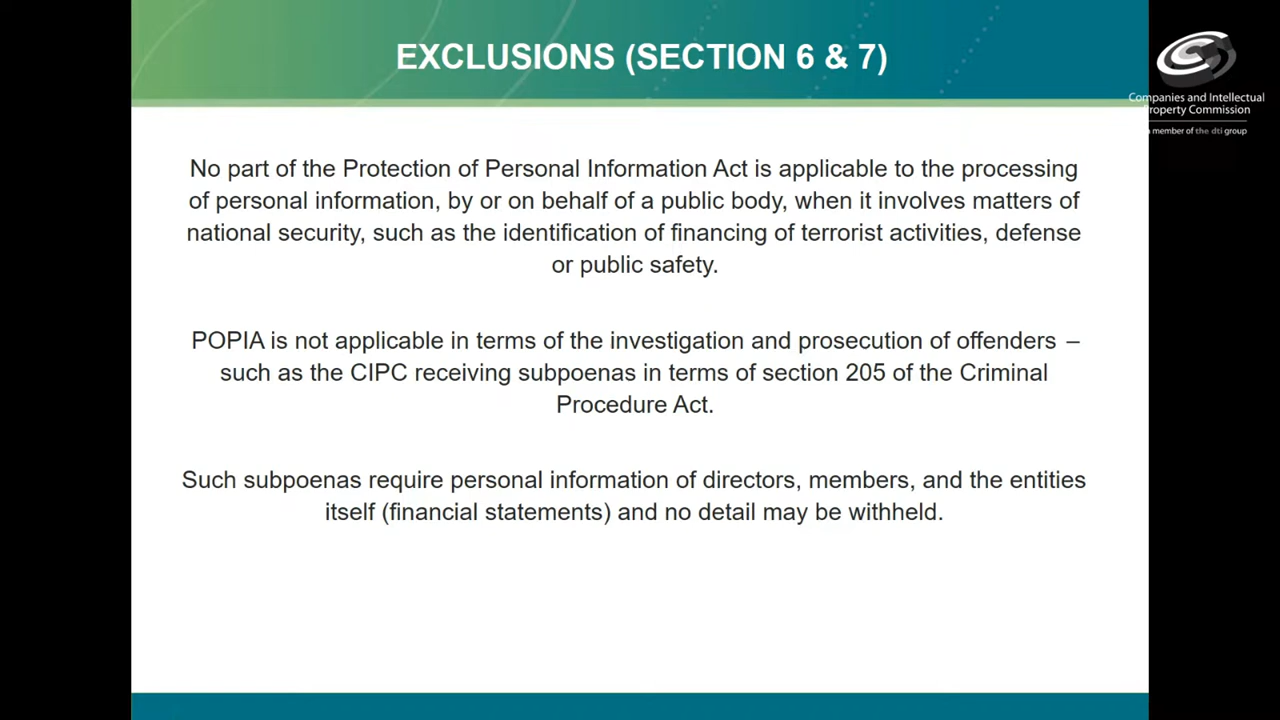 EXCLUSIONS (SECTION 6 & 7)
Companies and Intellectual
Property Commission
a member of the dti group
No part of the Protection of Personal Information Act is applicable to the processing
of personal information, by or on behalf of a public body, when it involves matters of
national security, such as the identification of financing of terrorist activities, defense
or public safety.
POPIA is not applicable in terms of the investigation and prosecution of offenders –
such as the CIPC receiving subpoenas in terms of section 205 of the Criminal
Procedure Act.
Such subpoenas require personal information of directors, members, and the entities
itself (financial statements) and no detail may be withheld.